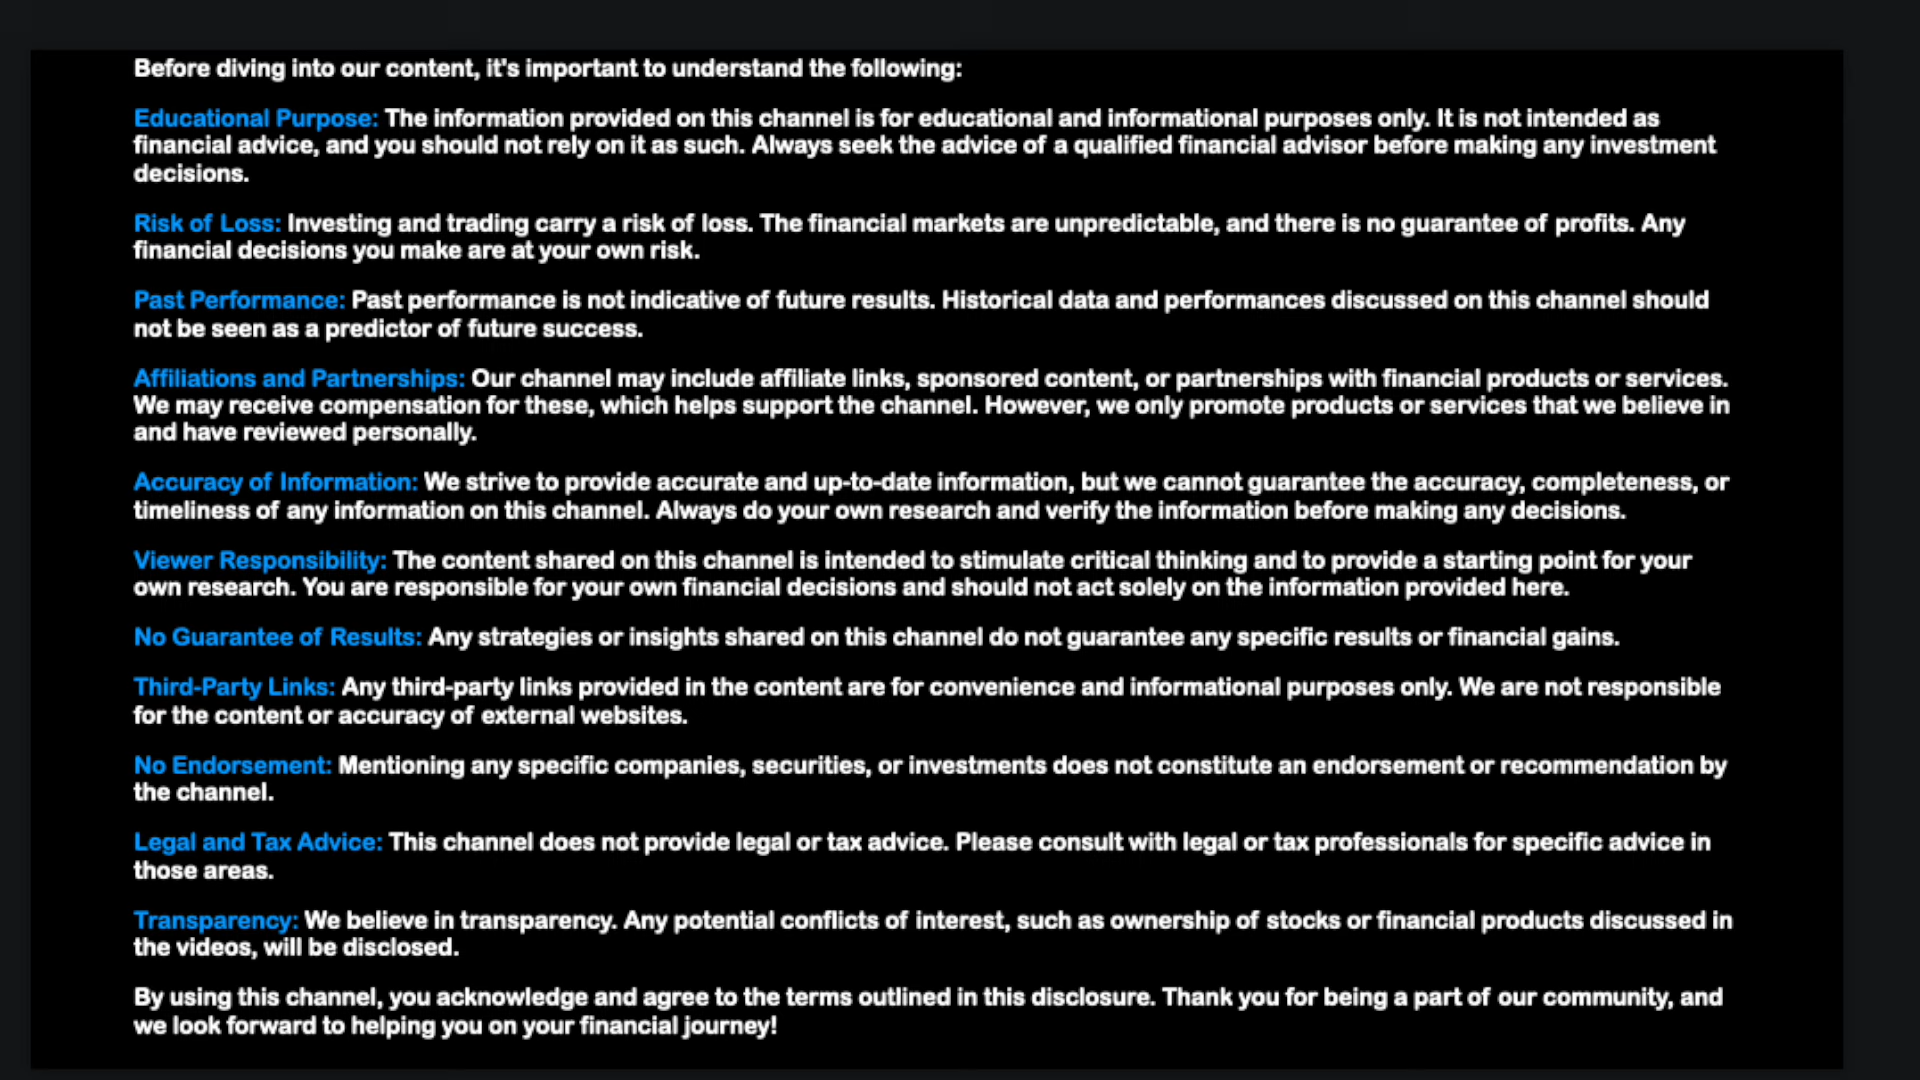 Before diving into our content, it's important to understand the following:
Educational Purpose: The information provided on this channel is for educational and informational purposes only. It is not intended as
financial advice, and you should not rely on it as such. Always seek the advice of a qualified financial advisor before making any investment
decisions.
Risk of Loss: Investing and trading carry a risk of loss. The financial markets are unpredictable, and there is no guarantee of profits. Any
financial decisions you make are at your own risk.
Past Performance: Past performance is not indicative of future results. Historical data and performances discussed on this channel should
not be seen as a predictor of future success.
Affiliations and Partnerships: Our channel may include affiliate links, sponsored content, or partnerships with financial products or services.
We may receive compensation for these, which helps support the channel. However, we only promote products or services that we believe in
and have reviewed personally.
Accuracy of Information: We strive to provide accurate and up-to-date information, but we cannot guarantee the accuracy, completeness, or
timeliness of any information on this channel. Always do your own research and verify the information before making any decisions.
Viewer Responsibility: The content shared on this channel is intended to stimulate critical thinking and to provide a starting point for your
own research. You are responsible for your own financial decisions and should not act solely on the information provided here.
No Guarantee of Results: Any strategies or insights shared on this channel do not guarantee any specific results or financial gains.
Third-Party Links: Any third-party links provided in the content are for convenience and informational purposes only. We are not responsible
for the content or accuracy of external websites.
No Endorsement: Mentioning any specific companies, securities, or investments does not constitute an endorsement or recommendation by
the channel.
Legal and Tax Advice: This channel does not provide legal or tax advice. Please consult with legal or tax professionals for specific advice in
those areas.
Transparency: We believe in transparency. Any potential conflicts of interest, such as ownership of stocks or financial products discussed in
the videos, will be disclosed.
By using this channel, you acknowledge and agree to the terms outlined in this disclosure. Thank you for being a part of our community, and
we look forward to helping you on your financial journey!